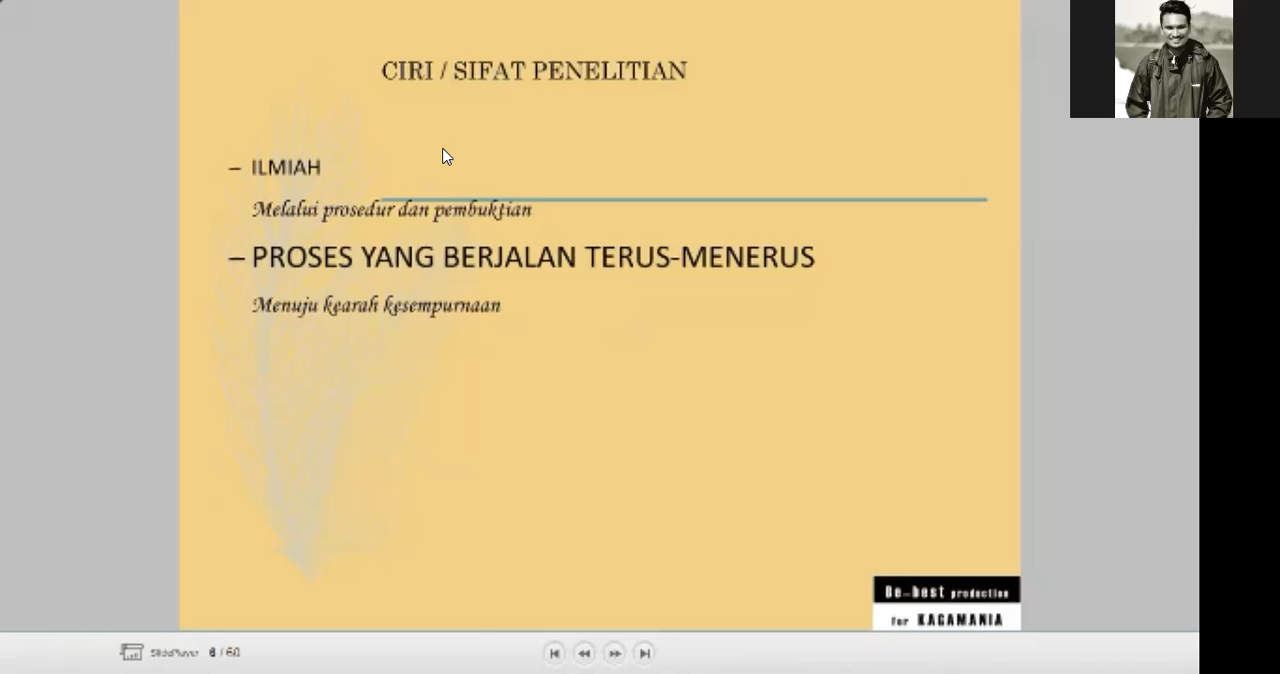 CIRI / SIFAT PENELITIAN
– ILMIAH
Melalui prosedur dan pembuktian
– PROSES YANG BERJALAN TERUS-MENERUS
Menuju kearah kesempurnaan
Be-best production
for KAGAMANIA
SlidePlayer 6 / 60